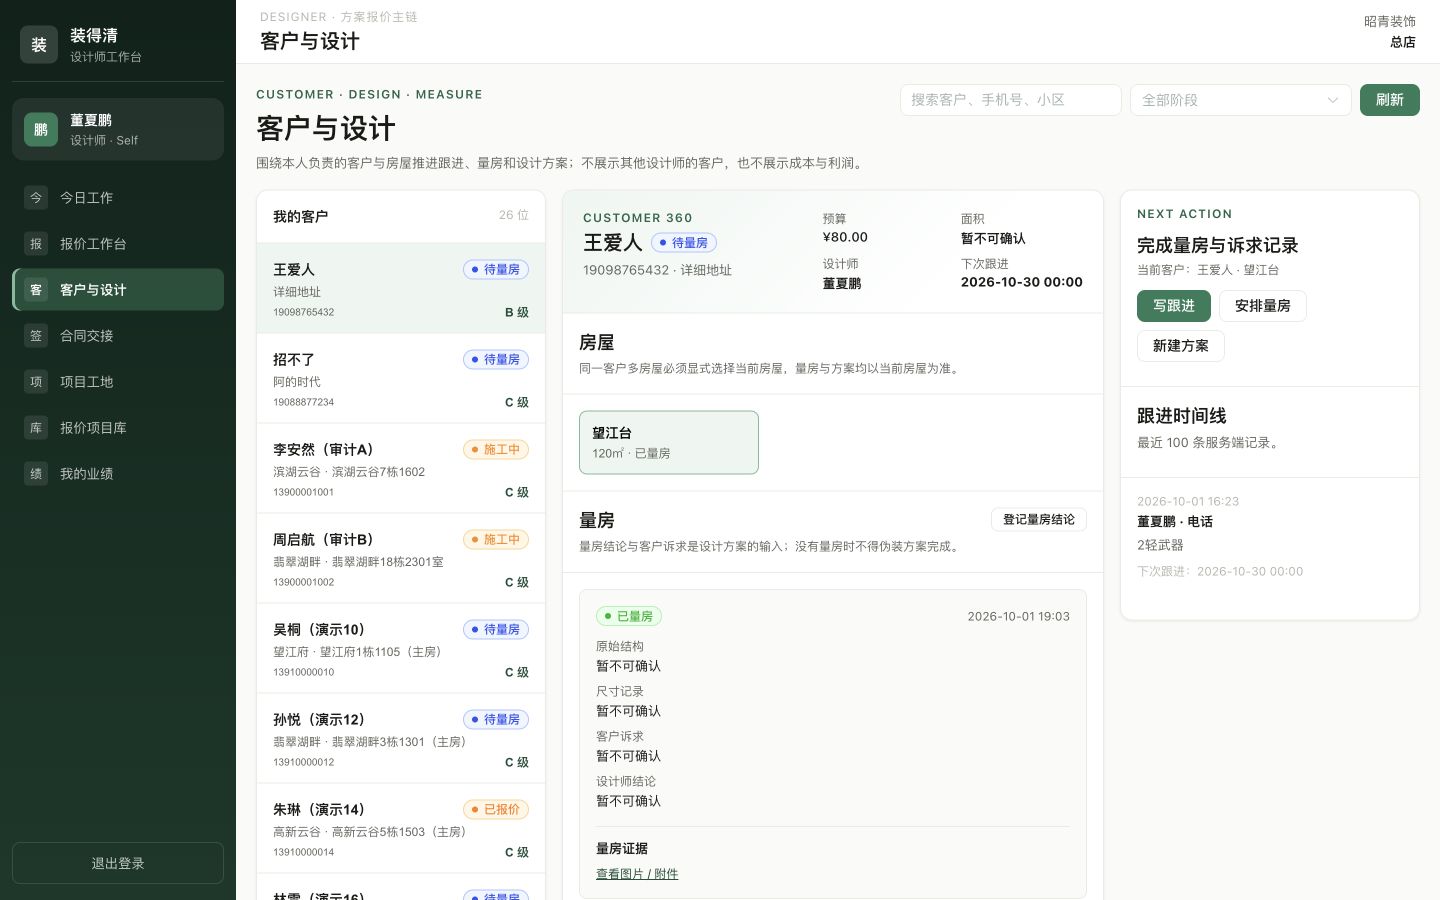 装
装得清
设计师工作台
鹏
董夏鹏
设计师 · Self
今 今日工作
报 报价工作台
客 客户与设计
签 合同交接
项 项目工地
库 报价项目库
绩 我的业绩
退出登录
DESIGNER · 方案报价主链
客户与设计
昭青装饰
总店
CUSTOMER · DESIGN · MEASURE
客户与设计
围绕本人负责的客户与房屋推进跟进、量房和设计方案；不展示其他设计师的客户，也不展示成本与利润。
搜索客户、手机号、小区
全部阶段
刷新
我的客户 26 位
王爱人 待量房
详细地址
19098765432 B 级
招不了 待量房
阿的时代
19088877234 C 级
李安然（审计A） 施工中
滨湖云谷 · 滨湖云谷7栋1602
13900001001 C 级
周启航（审计B） 施工中
翡翠湖畔 · 翡翠湖畔18栋2301室
13900001002 C 级
吴桐（演示10） 待量房
望江府 · 望江府1栋1105（主房）
13910000010 C 级
孙悦（演示12） 待量房
翡翠湖畔 · 翡翠湖畔3栋1301（主房）
13910000012 C 级
朱琳（演示14） 已报价
高新云谷 · 高新云谷5栋1503（主房）
13910000014 C 级
CUSTOMER 360
王爱人 待量房
19098765432 · 详细地址
预算
¥80.00
面积
暂不可确认
设计师
董夏鹏
下次跟进
2026-10-30 00:00
房屋
同一客户多房屋必须显式选择当前房屋，量房与方案均以当前房屋为准。
望江台
120㎡ · 已量房
量房
登记量房结论
量房结论与客户诉求是设计方案的输入；没有量房时不得伪装方案完成。
已量房 2026-10-01 19:03
原始结构
暂不可确认
尺寸记录
暂不可确认
客户诉求
暂不可确认
设计师结论
暂不可确认
量房证据
查看图片 / 附件
NEXT ACTION
完成量房与诉求记录
当前客户：王爱人 · 望江台
写跟进 安排量房
新建方案
跟进时间线
最近 100 条服务端记录。
2026-10-01 16:23
董夏鹏 · 电话
2轻武器
下次跟进：2026-10-30 00:00